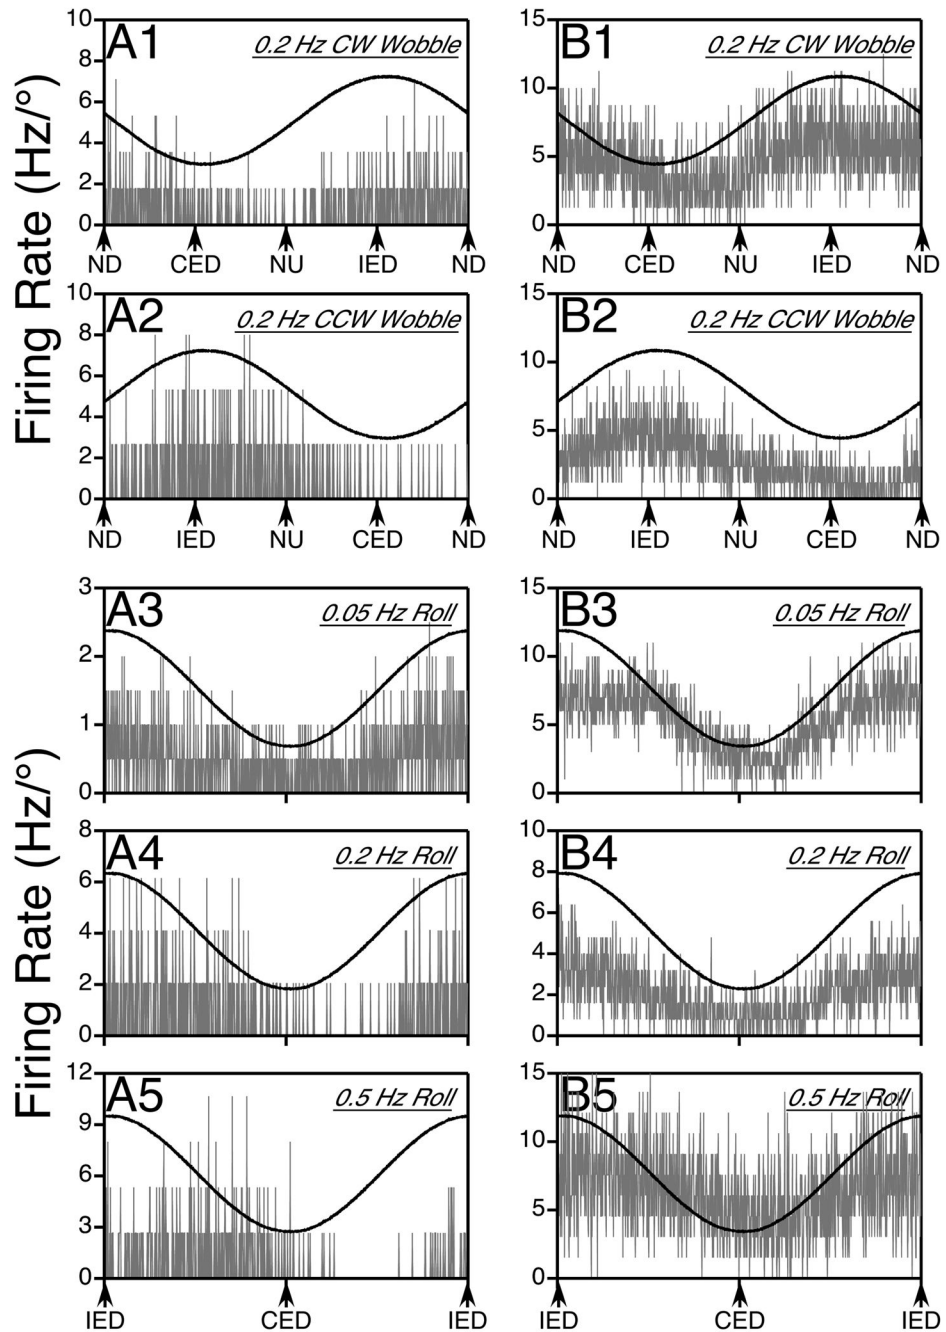 Firing Rate (Hz/°)
A1
0.2 Hz CW Wobble
10
8
6
4
2
0
ND CED NU IED ND
B1
0.2 Hz CW Wobble
15
10
5
0
ND CED NU IED ND
A2
0.2 Hz CCW Wobble
10
8
6
4
2
0
ND IED NU CED ND
B2
0.2 Hz CCW Wobble
15
10
5
0
ND IED NU CED ND
Firing Rate (Hz/°)
A3
0.05 Hz Roll
3
2
1
0
B3
0.05 Hz Roll
15
10
5
0
A4
0.2 Hz Roll
8
6
4
2
0
B4
0.2 Hz Roll
10
8
6
4
2
0
A5
0.5 Hz Roll
12
9
6
3
0
IED CED IED
B5
0.5 Hz Roll
15
10
5
0
IED CED IED